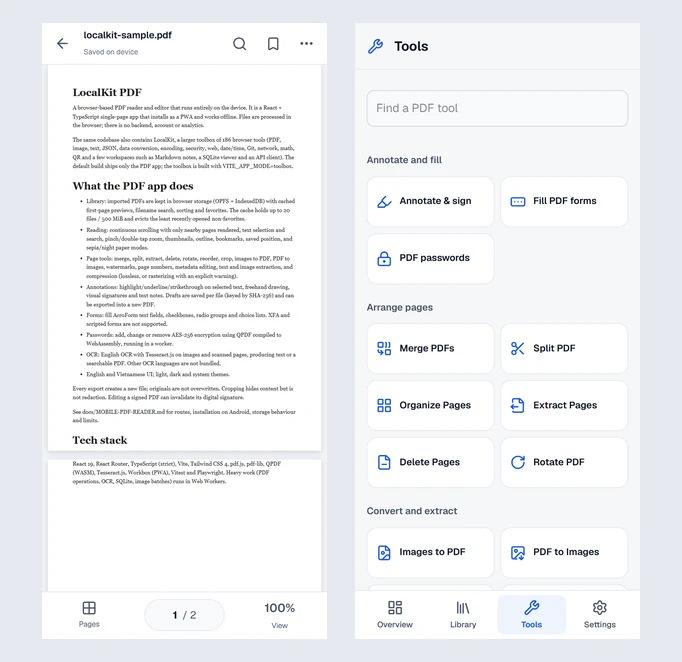 localkit-sample.pdf
Saved on device
LocalKit PDF
A browser-based PDF reader and editor that runs entirely on the device. It is a React +
TypeScript single-page app that installs as a PWA and works offline. Files are processed in
the browser; there is no backend, account or analytics.
The same codebase also contains LocalKit, a larger toolbox of 186 browser tools (PDF,
image, text, JSON, data conversion, encoding, security, web, date/time, Git, network, math,
QR and a few workspaces such as Markdown notes, a SQLite viewer and an API client). The
default build ships only the PDF app; the toolbox is built with VITE_APP_MODE=toolbox.
What the PDF app does
• Library: imported PDFs are kept in browser storage (OPFS + IndexedDB) with cached
first-page previews, filename search, sorting and favorites. The cache holds up to 20
files / 500 MiB and evicts the least recently opened non-favorites.
• Reading: continuous scrolling with only nearby pages rendered, text selection and
search, pinch/double-tap zoom, thumbnails, outline, bookmarks, saved position, and
sepia/night paper modes.
• Page tools: merge, split, extract, delete, rotate, reorder, crop, images to PDF, PDF to
images, watermarks, page numbers, metadata editing, text and image extraction, and
compression (lossless, or rasterizing with an explicit warning).
• Annotations: highlight/underline/strikethrough on selected text, freehand drawing,
visual signatures and text notes. Drafts are saved per file (keyed by SHA-256) and can
be exported into a new PDF.
• Forms: fill AcroForm text fields, checkboxes, radio groups and choice lists. XFA and
scripted forms are not supported.
• Passwords: add, change or remove AES-256 encryption using QPDF compiled to
WebAssembly, running in a worker.
• OCR: English OCR with Tesseract.js on images and scanned pages, producing text or a
searchable PDF. Other OCR languages are not bundled.
• English and Vietnamese UI; light, dark and system themes.
Every export creates a new file; originals are not overwritten. Cropping hides content but is
not redaction. Editing a signed PDF can invalidate its digital signature.
See docs/MOBILE-PDF-READER.md for routes, installation on Android, storage behaviour
and limits.
Tech stack
React 19, React Router, TypeScript (strict), Vite, Tailwind CSS 4, pdf.js, pdf-lib, QPDF
(WASM), Tesseract.js, Workbox (PWA), Vitest and Playwright. Heavy work (PDF
operations, OCR, SQLite, image batches) runs in Web Workers.
Pages
1 / 2
100%
View
Tools
Find a PDF tool
Annotate and fill
Annotate & sign
Fill PDF forms
PDF passwords
Arrange pages
Merge PDFs
Split PDF
Organize Pages
Extract Pages
Delete Pages
Rotate PDF
Convert and extract
Images to PDF
PDF to Images
Overview
Library
Tools
Settings